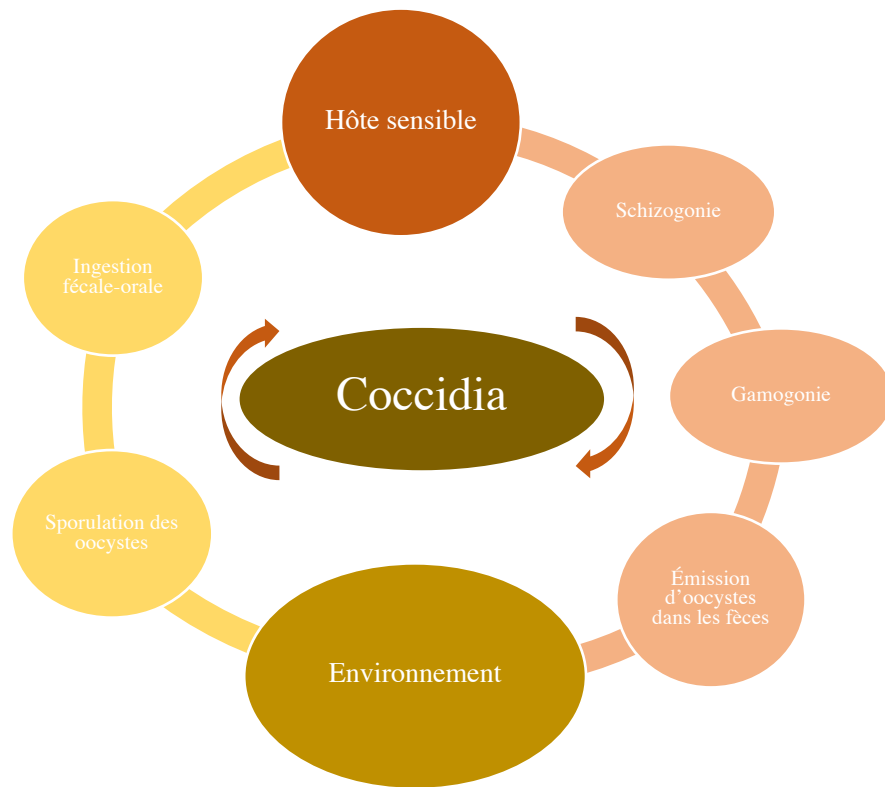 Hôte sensible
Schizogonie
Ingestion
fécale-orale
Coccidia
Gamogonie
Sporulation des
oocystes
Émission
d’oocystes
dans les fèces
Environnement